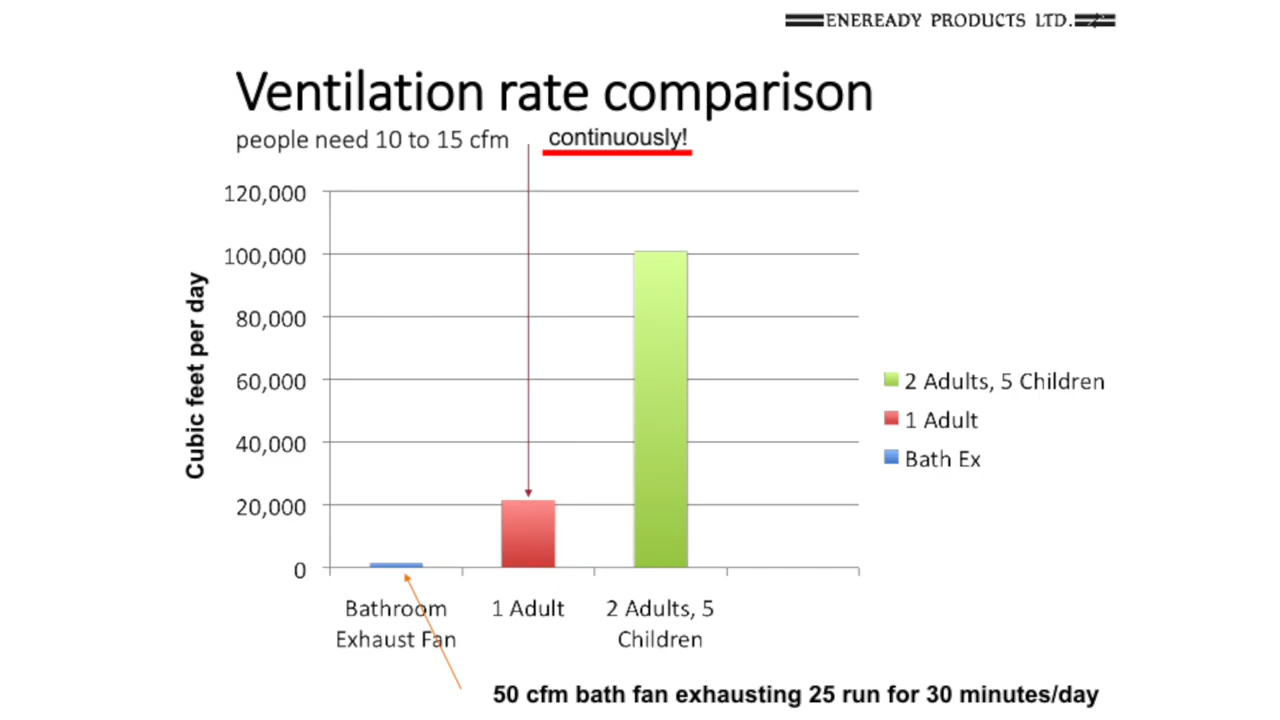 ENEREADY PRODUCTS LTD.
Ventilation rate comparison
people need 10 to 15 cfm continuously!
120,000
100,000
80,000
60,000
40,000
20,000
0
Cubic feet per day
2 Adults, 5 Children
1 Adult
Bath Ex
Bathroom
Exhaust Fan
1 Adult
2 Adults, 5
Children
50 cfm bath fan exhausting 25 run for 30 minutes/day